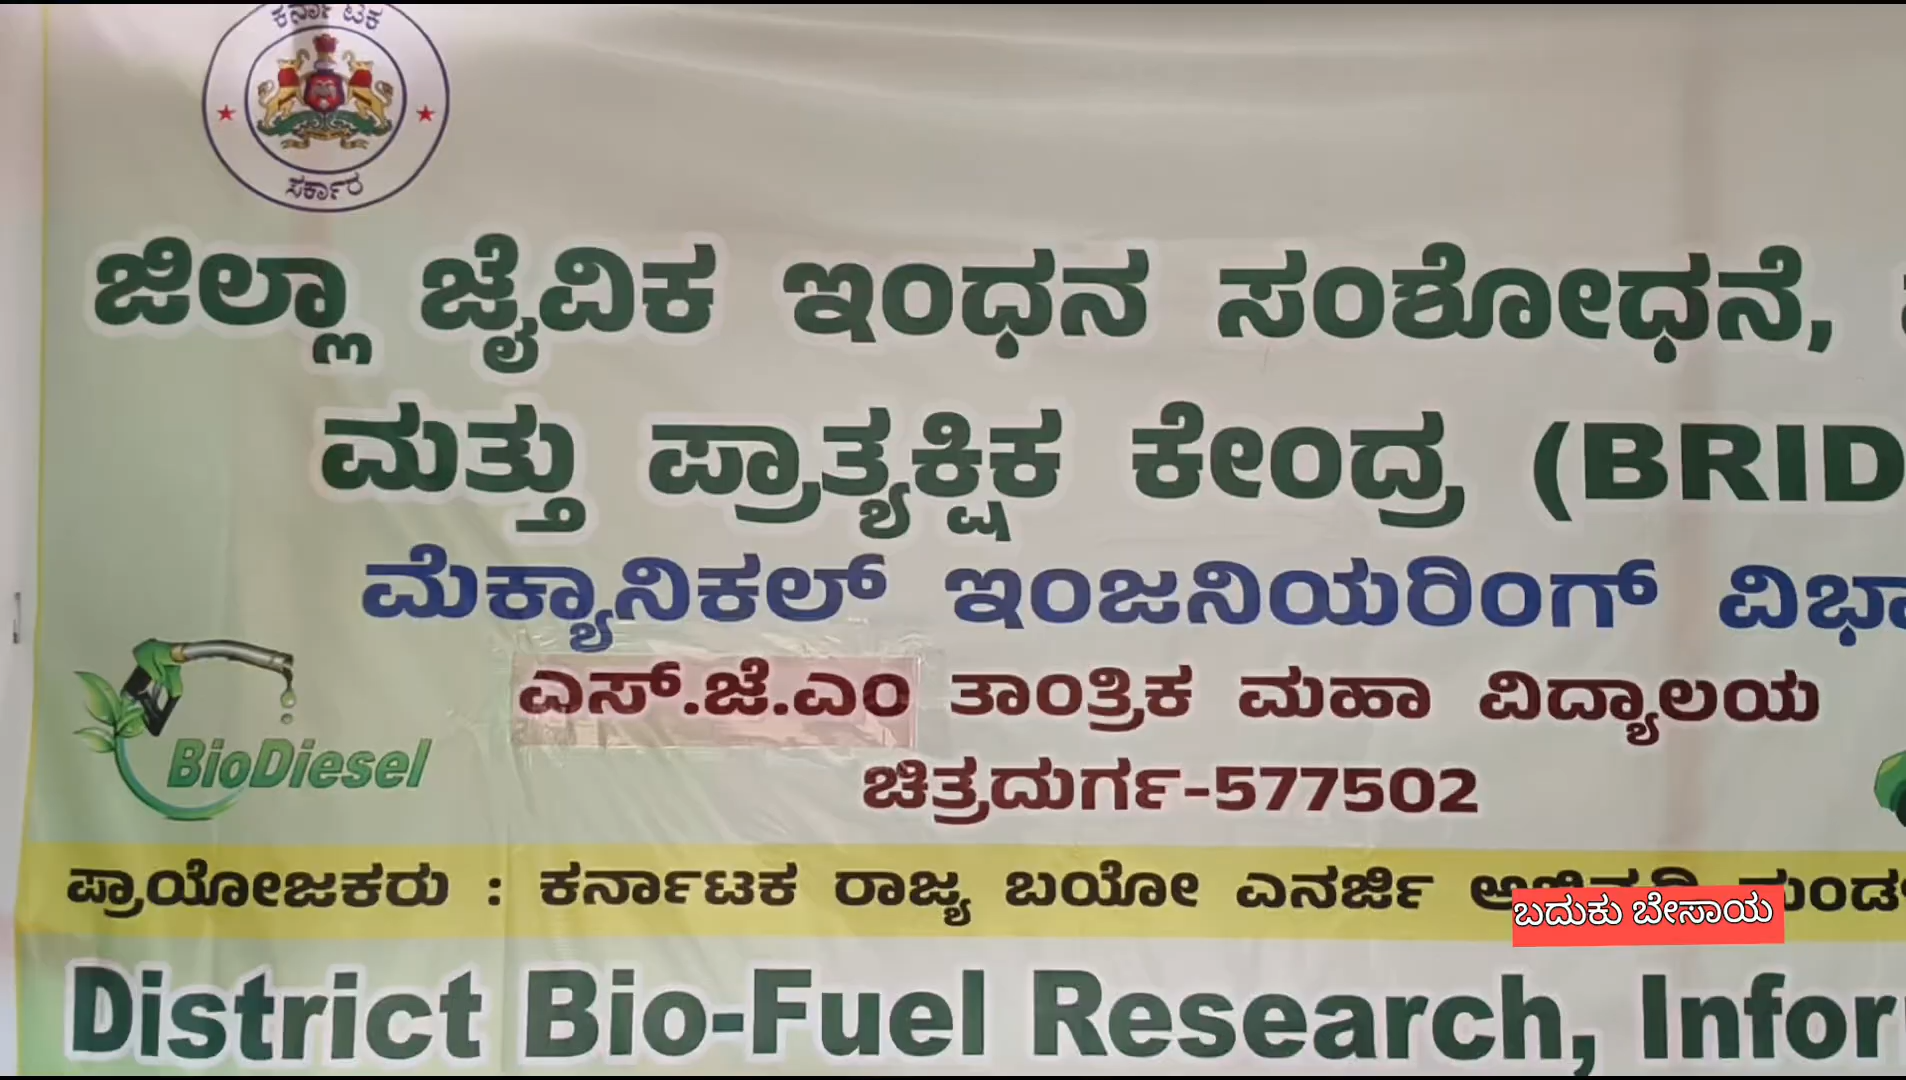 ಕರ್ನಾಟಕ
ಸರ್ಕಾರ
ಜಿಲ್ಲಾ ಜೈವಿಕ ಇಂಧನ ಸಂಶೋಧನೆ,
ಮತ್ತು ಪ್ರಾತ್ಯಕ್ಷಿಕ ಕೇಂದ್ರ (BRID
ಮೆಕ್ಯಾನಿಕಲ್ ಇಂಜನಿಯರಿಂಗ್ ವಿಭಾ
ಎಸ್.ಜೆ.ಎಂ ತಾಂತ್ರಿಕ ಮಹಾ ವಿದ್ಯಾಲಯ
BioDiesel
ಚಿತ್ರದುರ್ಗ-577502
ಪ್ರಾಯೋಜಕರು : ಕರ್ನಾಟಕ ರಾಜ್ಯ ಬಯೋ ಎನರ್ಜಿ
ಬದುಕು ಬೇಸಾಯ
District Bio-Fuel Research, Infor